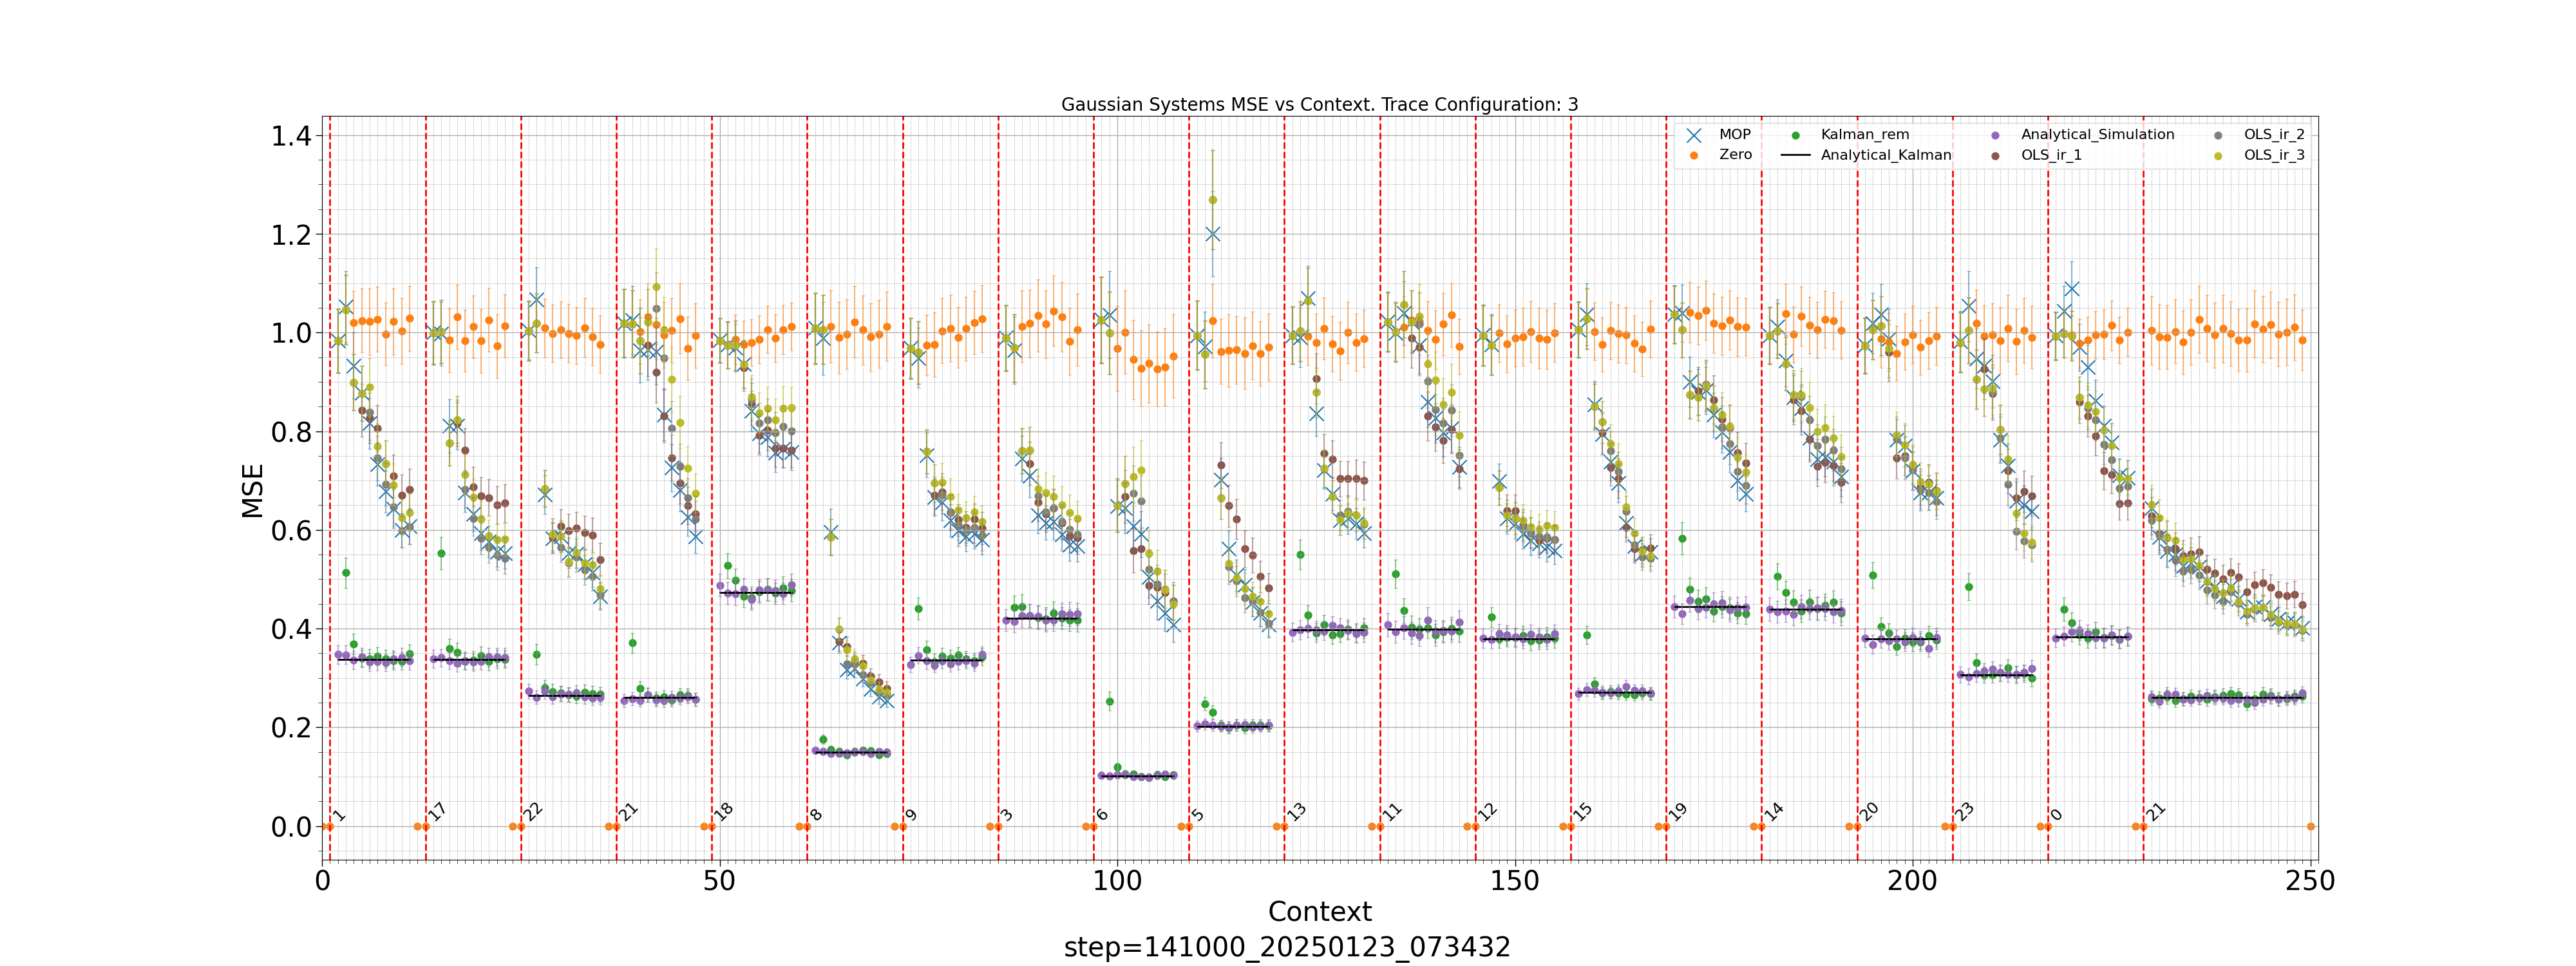 Gaussian Systems MSE vs Context. Trace Configuration: 3
MOP
Zero
Kalman_rem
Analytical_Kalman
Analytical_Simulation
OLS_ir_1
OLS_ir_2
OLS_ir_3
1.4
1.2
1.0
0.8
0.6
0.4
0.2
0.0
MSE
1
17
22
21
18
8
9
3
6
5
13
11
12
15
19
14
20
23
0
21
0
50
100
150
200
250
Context
step=141000_20250123_073432